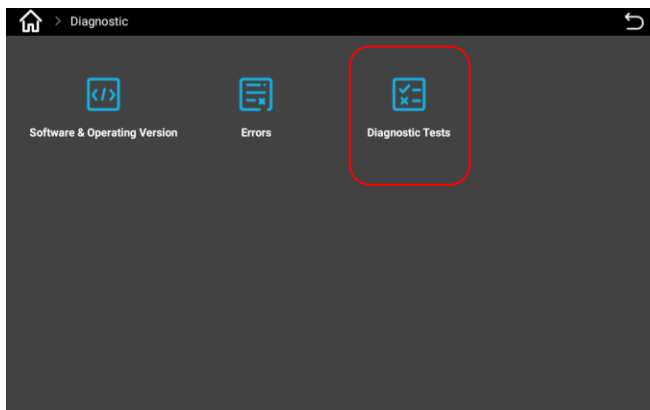 > Diagnostic
Software & Operating Version
Errors
Diagnostic Tests